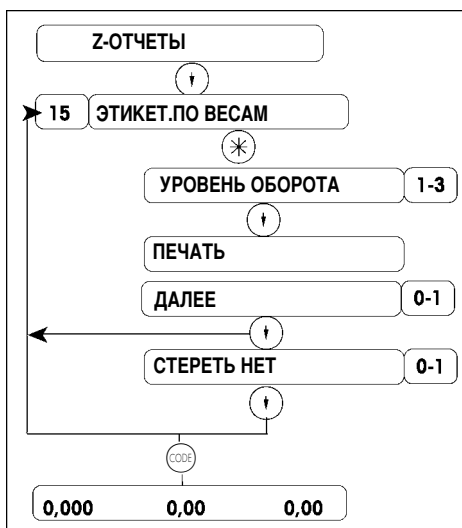 Z-ОТЧЕТЫ
15 ЭТИКЕТ.ПО ВЕСАМ
УРОВЕНЬ ОБОРОТА 1-3
ПЕЧАТЬ
ДАЛЕЕ 0-1
СТЕРЕТЬ НЕТ 0-1
CODE
0,000 0,00 0,00